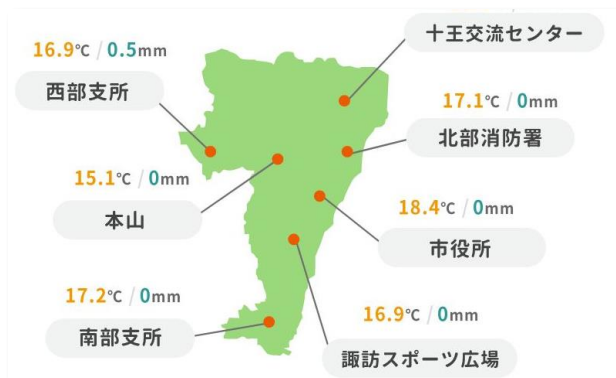 十王交流センター
16.9℃ / 0.5mm
西部支所
17.1℃ / 0mm
北部消防署
15.1℃ / 0mm
本山
18.4℃ / 0mm
市役所
17.2℃ / 0mm
南部支所
16.9℃ / 0mm
諏訪スポーツ広場